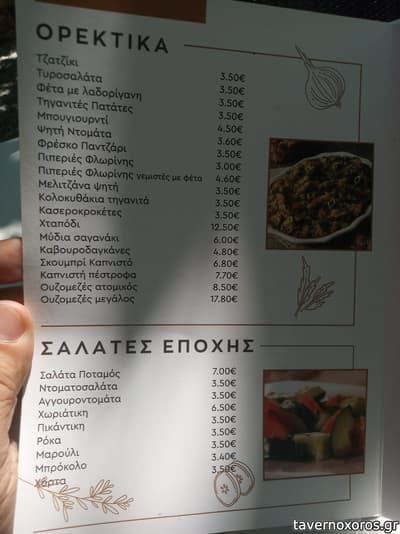 ΟΡΕΚΤΙΚΑ
Τζατζίκι 3.50€
Τυροσαλάτα 3.50€
Φέτα με λαδορίγανη 3.50€
Τηγανιτές Πατάτες 3.50€
Μπουγιουρντί 4.50€
Ψητή Ντομάτα 3.60€
Φρέσκο Παντζάρι 3.50€
Πιπεριές Φλωρίνης 3.00€
Πιπεριές Φλωρίνης γεμιστές με φέτα 4.60€
Μελιτζάνα ψητή 3.50€
Κολοκυθάκια τηγανιτά 3.50€
Κασεροκροκέτες 3.50€
Χταπόδι 12.50€
Μύδια σαγανάκι 6.00€
Καβουροδαγκάνες 4.80€
Σκουμπρί Καπνιστό 6.80€
Καπνιστή πέστροφα 7.70€
Ουζομεζές ατομικός 8.50€
Ουζομεζές μεγάλος 17.80€
ΣΑΛΑΤΕΣ ΕΠΟΧΗΣ
Σαλάτα Ποταμός 7.00€
Ντοματοσαλάτα 3.50€
Αγγουροντομάτα 3.50€
Χωριάτικη 6.50€
Πικάντικη 3.50€
Ρόκα 3.50€
Μαρούλι 3.50€
Μπρόκολο 3.40€
Χόρτα 3.50€
tavernoxoros.gr